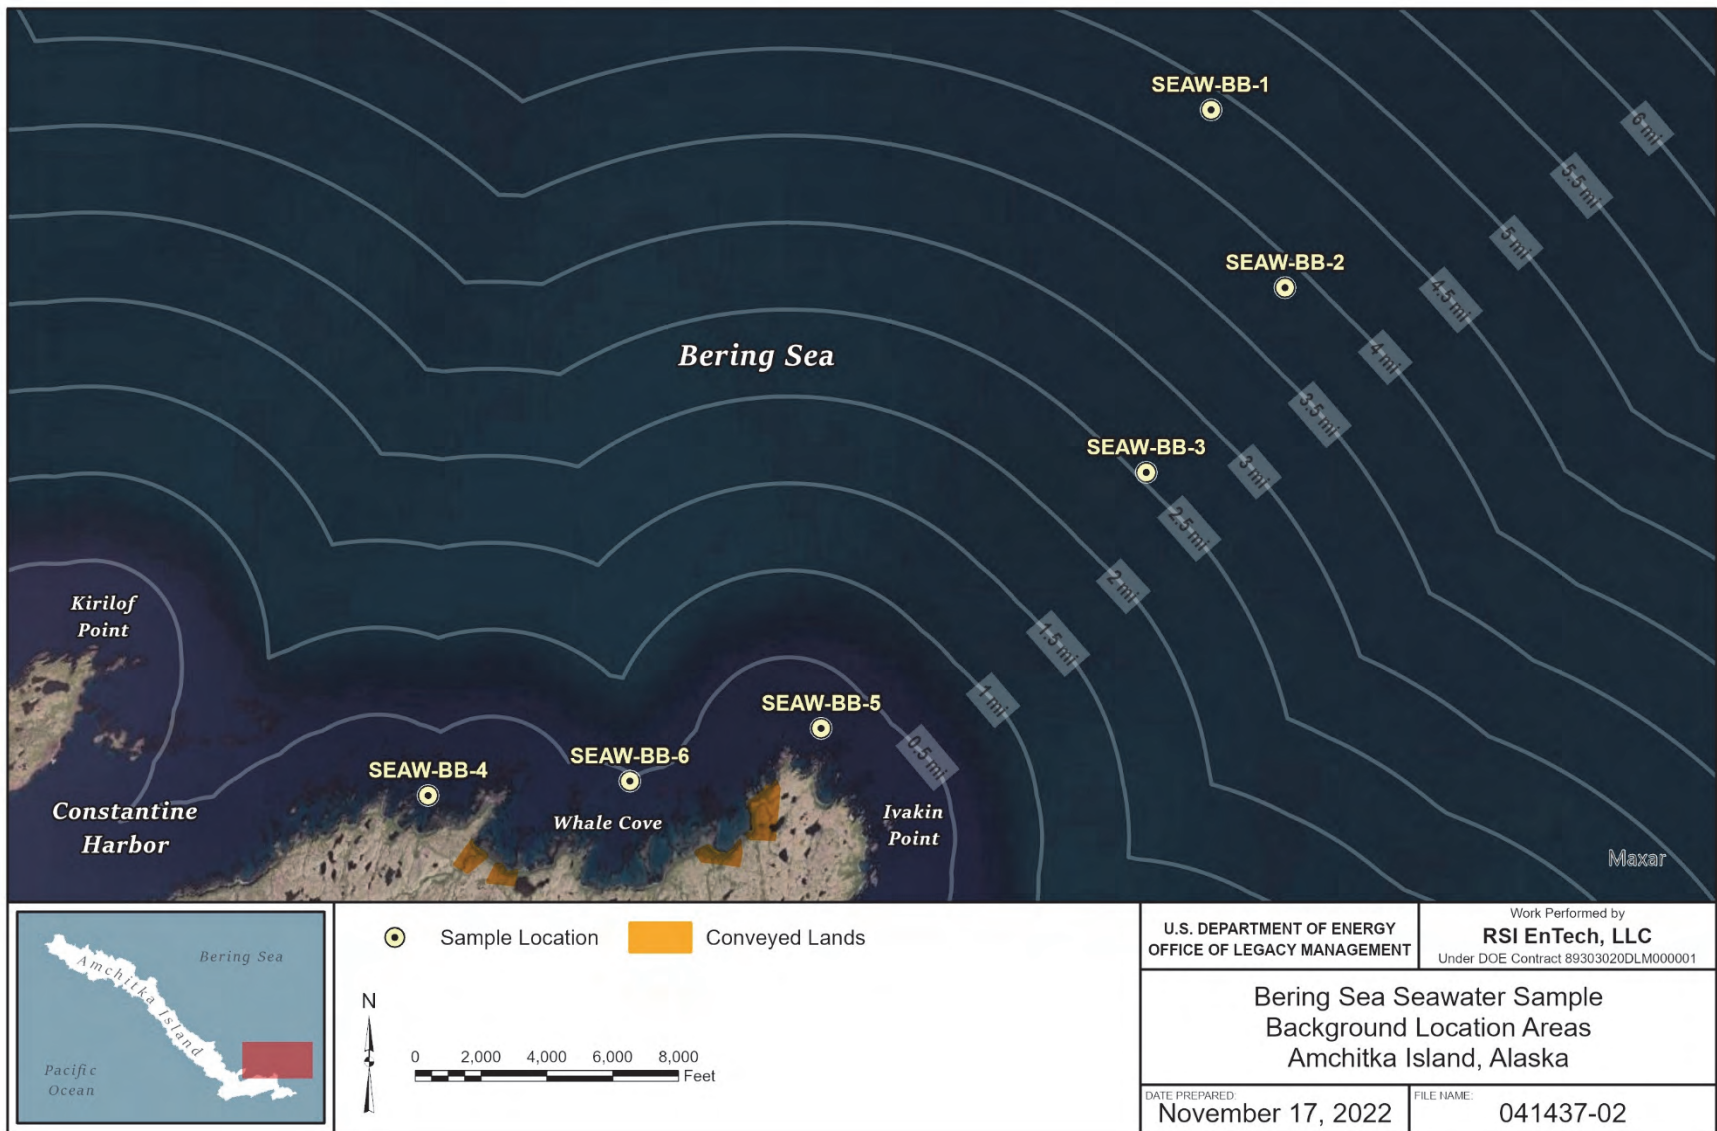 SEAW-BB-1
6 mi
5.5 mi
5 mi
SEAW-BB-2
4.5 mi
4 mi
Bering Sea
3.5 mi
SEAW-BB-3
3 mi
2.5 mi
2 mi
Kirilof
Point
1.5 mi
1 mi
SEAW-BB-5
0.5 mi
SEAW-BB-6
SEAW-BB-4
Constantine
Harbor
Whale Cove
Ivakin
Point
Maxar
Bering Sea
Amchitka Island
Pacific
Ocean
Sample Location
Conveyed Lands
N
0 2,000 4,000 6,000 8,000
Feet
U.S. DEPARTMENT OF ENERGY
OFFICE OF LEGACY MANAGEMENT
Work Performed by
RSI EnTech, LLC
Under DOE Contract 89303020DLM000001
Bering Sea Seawater Sample
Background Location Areas
Amchitka Island, Alaska
DATE PREPARED:
November 17, 2022
FILE NAME:
041437-02